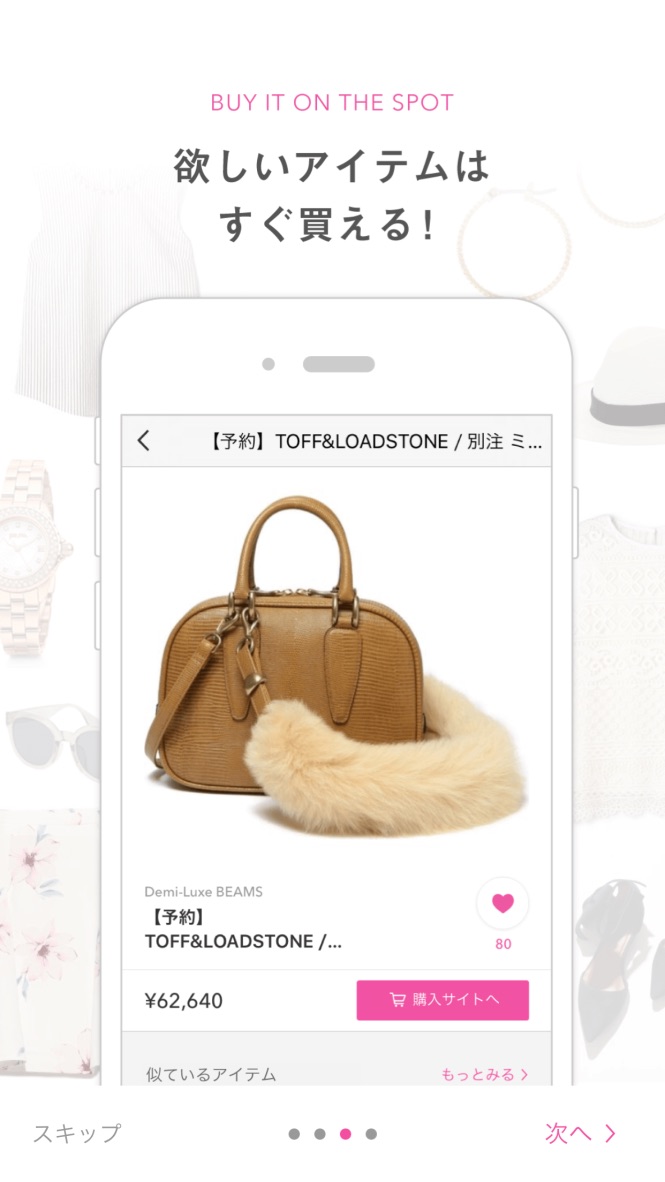 BUY IT ON THE SPOT
欲しいアイテムは
すぐ買える!
【予約】TOFF&LOADSTONE / 別注 ミ...
Demi-Luxe BEAMS
【予約】
TOFF&LOADSTONE /...
80
¥62,640
購入サイトへ
似ているアイテム
もっとみる
スキップ
次へ